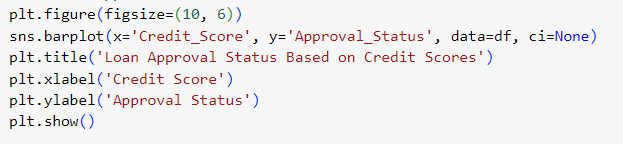 plt.figure(figsize=(10, 6))
sns.barplot(x='Credit_Score', y='Approval_Status', data=df, ci=None)
plt.title('Loan Approval Status Based on Credit Scores')
plt.xlabel('Credit Score')
plt.ylabel('Approval Status')
plt.show()